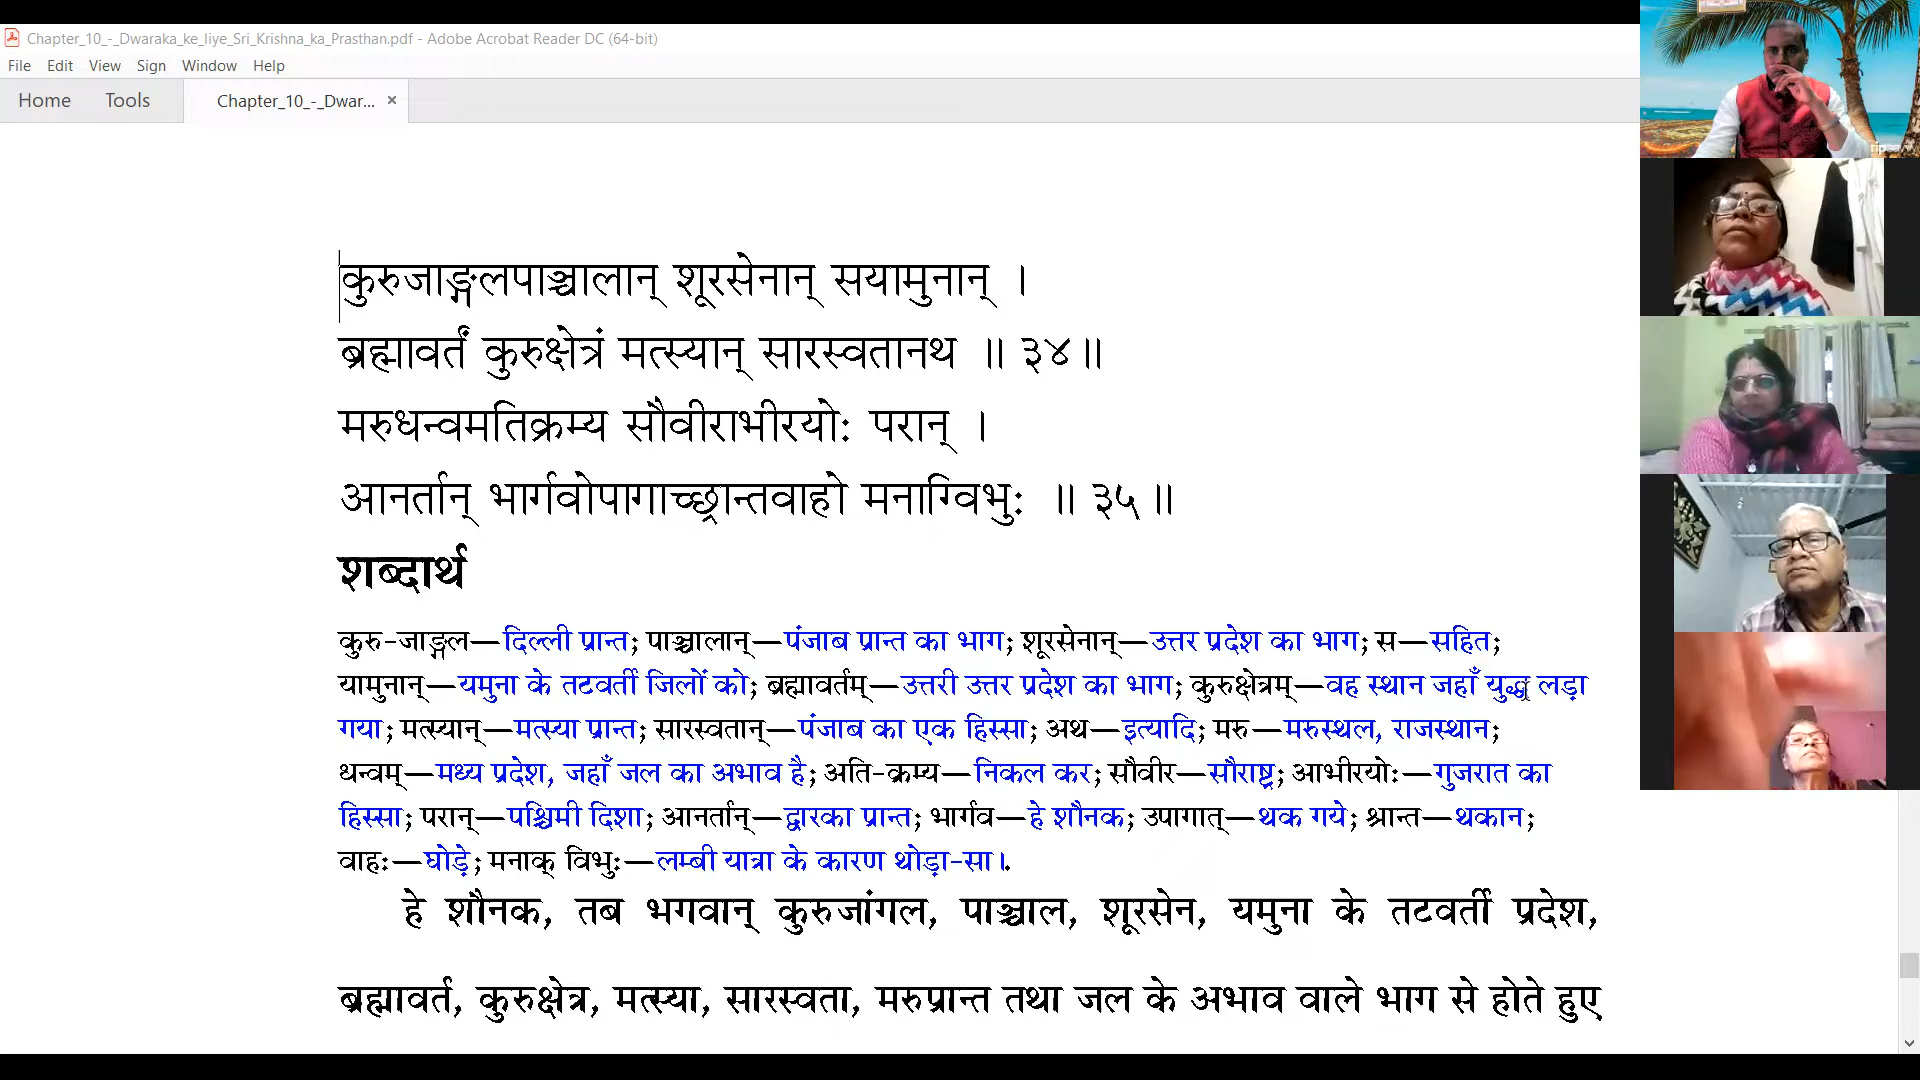 Chapter_10_-_Dwaraka_ke_liye_Sri_Krishna_ka_Prasthan.pdf - Adobe Acrobat Reader DC (64-bit)
File Edit View Sign Window Help
Home Tools Chapter_10_-_Dwar... ×
कुरुजाङ्गलपाञ्चालान् शूरसेनान् सयामुनान् ।
ब्रह्मावर्तं कुरुक्षेत्रं मत्स्यान् सारस्वतानथ ॥ ३४॥
मरुधन्वमतिक्रम्य सौवीराभीरयोः परान् ।
आनर्तान् भार्गवोपागाच्छ्रान्तवाहो मनाग्विभुः ॥ ३५॥
शब्दार्थ
कुरु-जाङ्गल—दिल्ली प्रान्त; पाञ्चालान्—पंजाब प्रान्त का भाग; शूरसेनान्—उत्तर प्रदेश का भाग; स—सहित;
यामुनान्—यमुना के तटवर्ती जिलों को; ब्रह्मावर्तम्—उत्तरी उत्तर प्रदेश का भाग; कुरुक्षेत्रम्—वह स्थान जहाँ युद्ध लड़ा
गया; मत्स्यान्—मत्स्या प्रान्त; सारस्वतान्—पंजाब का एक हिस्सा; अथ—इत्यादि; मरु—मरुस्थल, राजस्थान;
धन्वम्—मध्य प्रदेश, जहाँ जल का अभाव है; अति-क्रम्य—निकल कर; सौवीर—सौराष्ट्र; आभीरयोः—गुजरात का
हिस्सा; परान्—पश्चिमी दिशा; आनर्तान्—द्वारका प्रान्त; भार्गव—हे शौनक; उपागात्—थक गये; श्रान्त—थकान;
वाहः—घोड़े; मनाक् विभुः—लम्बी यात्रा के कारण थोड़ा-सा।.
हे शौनक, तब भगवान् कुरुजांगल, पाञ्चाल, शूरसेन, यमुना के तटवर्ती प्रदेश,
ब्रह्मावर्त, कुरुक्षेत्र, मत्स्या, सारस्वता, मरुप्रान्त तथा जल के अभाव वाले भाग से होते हुए